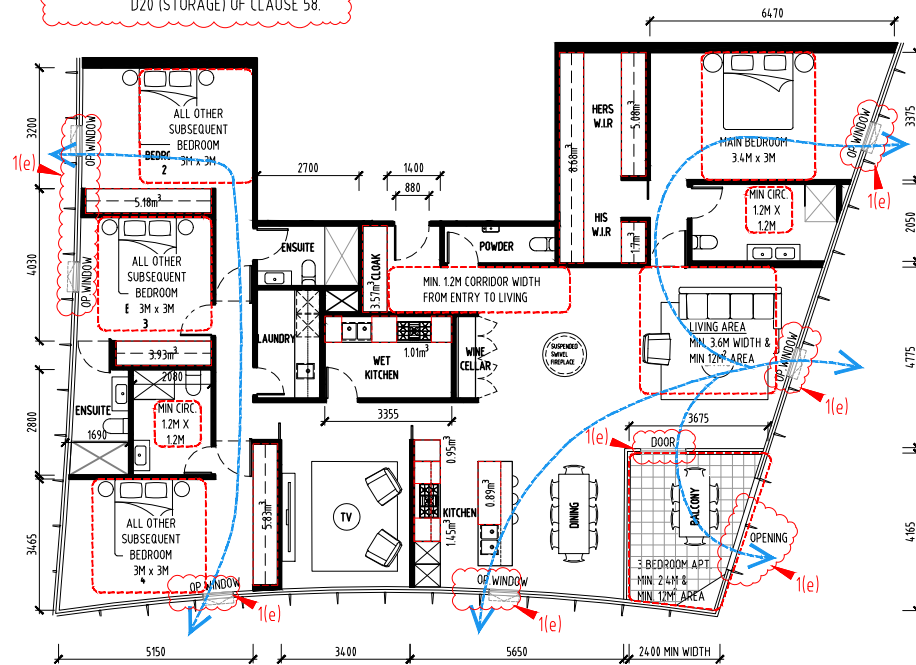 D20 (STORAGE) OF CLAUSE 58.
6470
3200
OP. WINDOW
1(e)
ALL OTHER
SUBSEQUENT
BEDROOM
3M x 3M
2
5.18m³
4030
OP. WINDOW
ALL OTHER
SUBSEQUENT
BEDROOM
3M x 3M
3
3.93m³
2700
1400
880
ENSUITE
CLOAK
3.57m³
POWDER
MIN. 1.2M CORRIDOR WIDTH
FROM ENTRY TO LIVING
8.68m³
HERS
W.I.R
5.08m³
HIS
W.I.R
1.7m³
MAIN BEDROOM
3.4M x 3M
MIN CIRC.
1.2M X
1.2M
OP. WINDOW
1(e)
3375
2050
LAUNDRY
1.01m³
WET
KITCHEN
WINE
CELLAR
SUSPENDED
SWIVEL
FIREPLACE
LIVING AREA
MIN. 3.6M WIDTH &
MIN 12M² AREA
OP. WINDOW
1(e)
4775
2080
ENSUITE
MIN CIRC.
1.2M X
1.2M
1690
2800
3355
3675
1(e)
DOOR
ALL OTHER
SUBSEQUENT
BEDROOM
3M x 3M
4
3465
5.83m³
TV
0.95m³
KITCHEN
0.89m³
1.45m³
DINING
BALCONY
3 BEDROOM APT.
MIN. 2.4M &
MIN. 12M² AREA
OPENING
1(e)
4165
OP. WINDOW
1(e)
OP. WINDOW
1(e)
5150
3400
5650
2400 MIN WIDTH